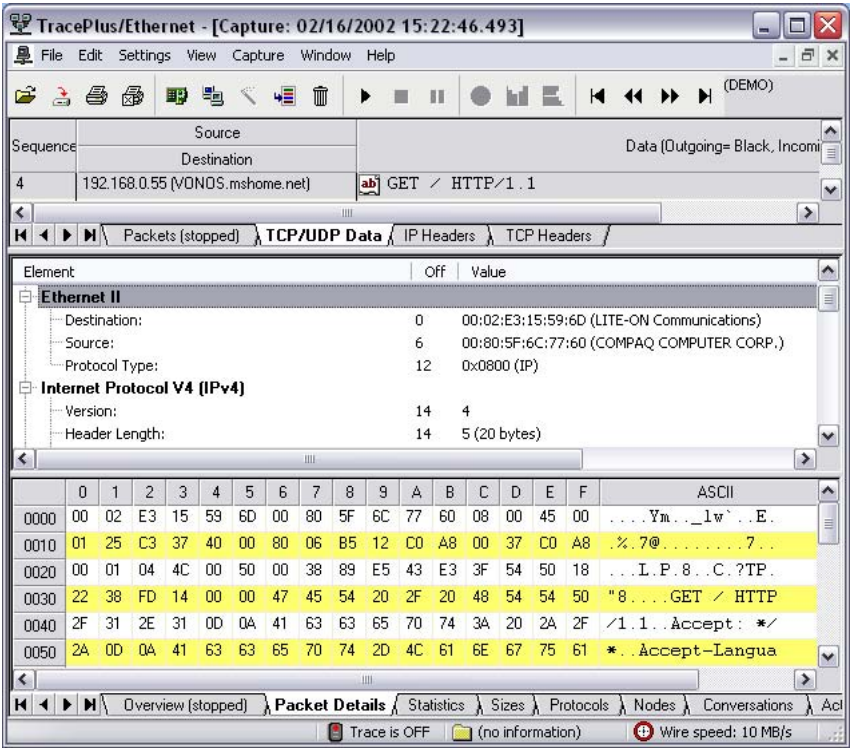 TracePlus/Ethernet - [Capture: 02/16/2002 15:22:46.493]
File Edit Settings View Capture Window Help
(DEMO)
Sequence Source Data (Outgoing= Black, Incomi
Destination
4 192.168.0.55 (VONOS.mshome.net) ab GET / HTTP/1.1
Packets (stopped) TCP/UDP Data IP Headers TCP Headers
Element Off Value
Ethernet II
Destination: 0 00:02:E3:15:59:6D (LITE-ON Communications)
Source: 6 00:80:5F:6C:77:60 (COMPAQ COMPUTER CORP.)
Protocol Type: 12 0x0800 (IP)
Internet Protocol V4 (IPv4)
Version: 14 4
Header Length: 14 5 (20 bytes)
0 1 2 3 4 5 6 7 8 9 A B C D E F ASCII
0000 00 02 E3 15 59 6D 00 80 5F 6C 77 60 08 00 45 00 ....Ym.._lw`..E.
0010 01 25 C3 37 40 00 80 06 B5 12 C0 A8 00 37 C0 A8 .%.7@........7..
0020 00 01 04 4C 00 50 00 38 89 E5 43 E3 3F 54 50 18 ...L.P.8..C.?TP.
0030 22 38 FD 14 00 00 47 45 54 20 2F 20 48 54 54 50 "8....GET / HTTP
0040 2F 31 2E 31 0D 0A 41 63 63 65 70 74 3A 20 2A 2F /1.1..Accept: */
0050 2A 0D 0A 41 63 63 65 70 74 2D 4C 61 6E 67 75 61 *..Accept-Langua
Overview (stopped) Packet Details Statistics Sizes Protocols Nodes Conversations Acl
Trace is OFF (no information) Wire speed: 10 MB/s